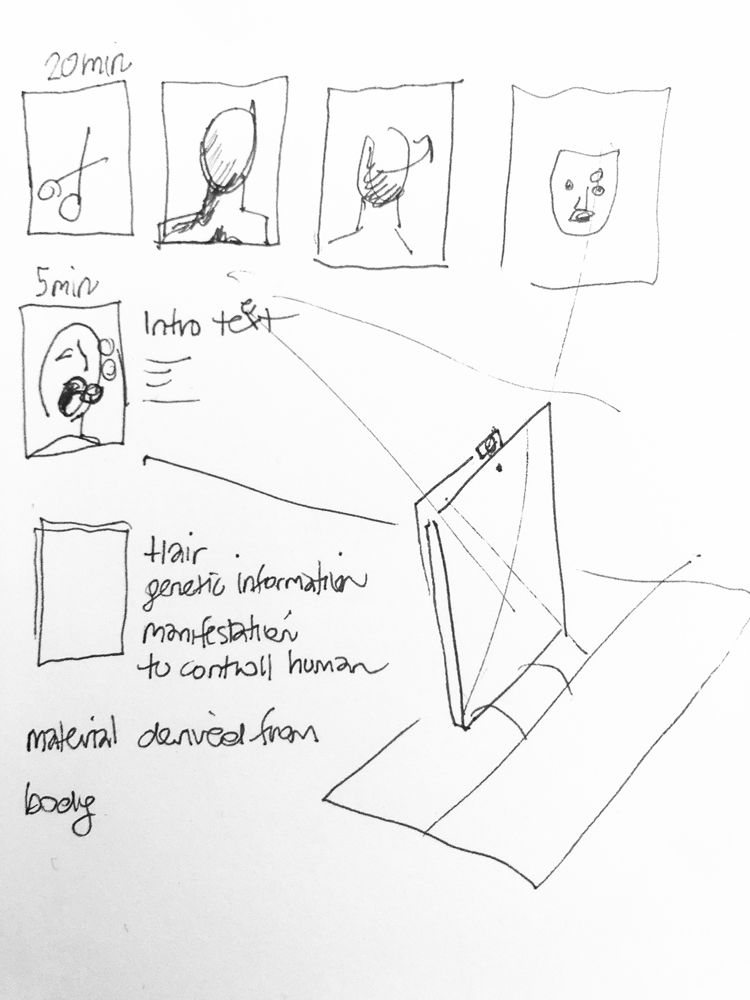 20min
5min
Intro text
Hair
genetic information
manifestation
to controll human
material derived from
body